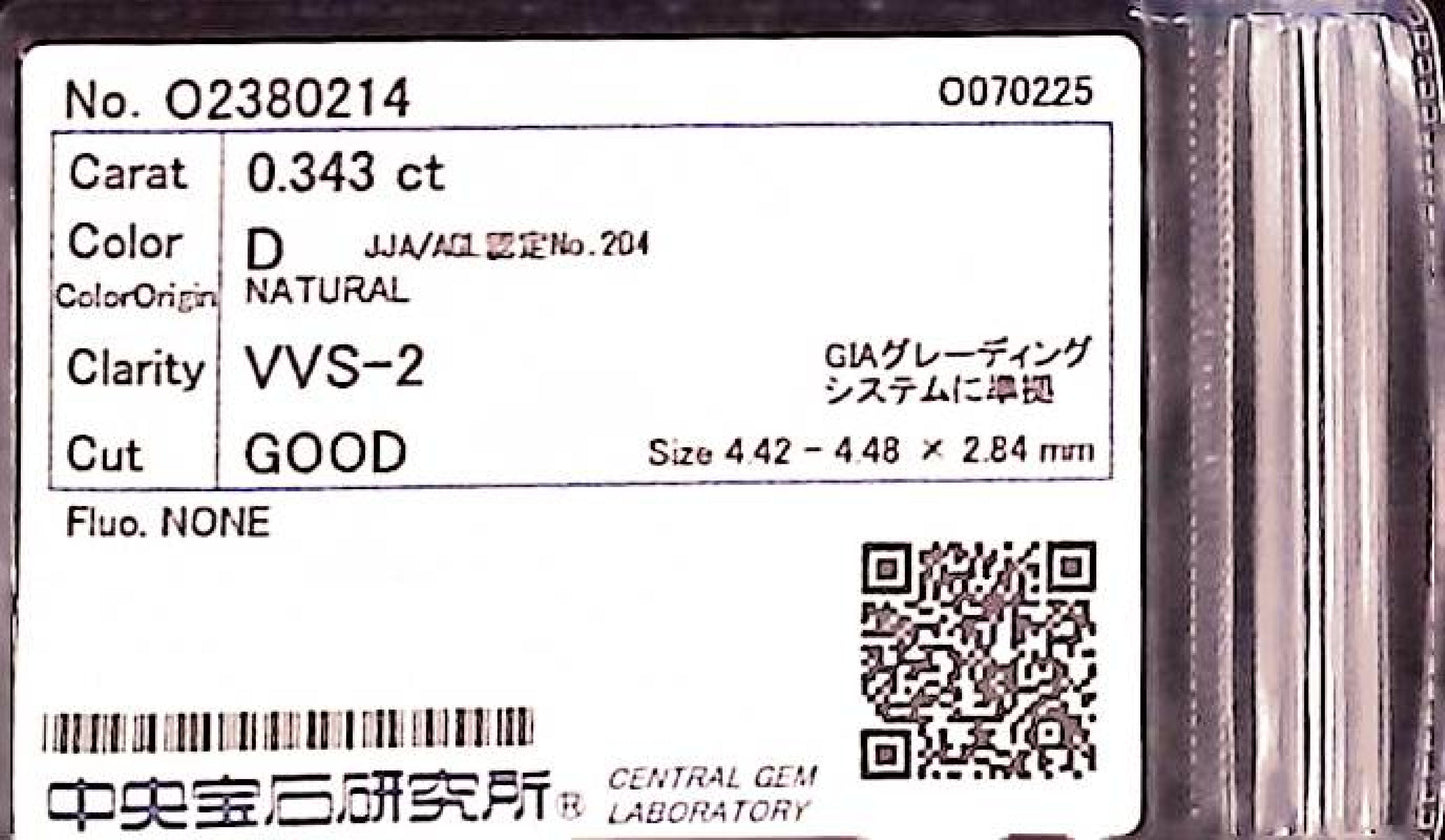 No. O2380214 O070225
Carat 0.343 ct
Color D JJA/AGL認定No.204
ColorOrigin NATURAL
Clarity VVS-2 GIAグレーディング
システムに準拠
Cut GOOD Size 4.42 - 4.48 × 2.84 mm
Fluo. NONE
中央宝石研究所® CENTRAL GEM
LABORATORY